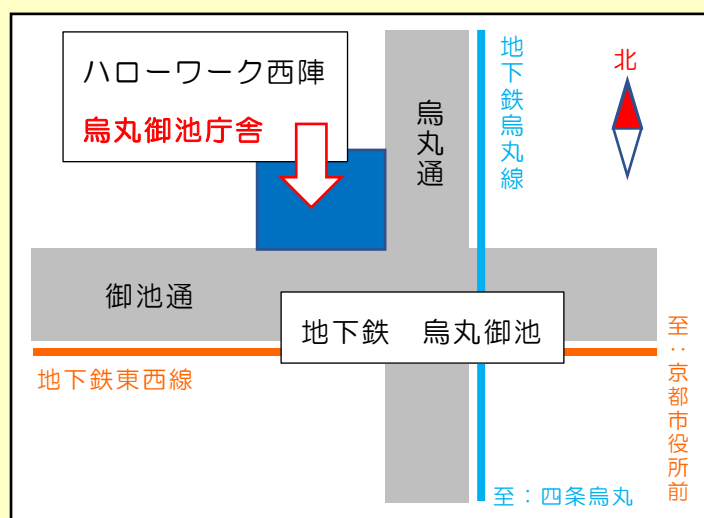 ハローワーク西陣
烏丸御池庁舎
烏丸通
地下鉄烏丸線
北
御池通
地下鉄 烏丸御池
地下鉄東西線
至：京都市役所前
至：四条烏丸